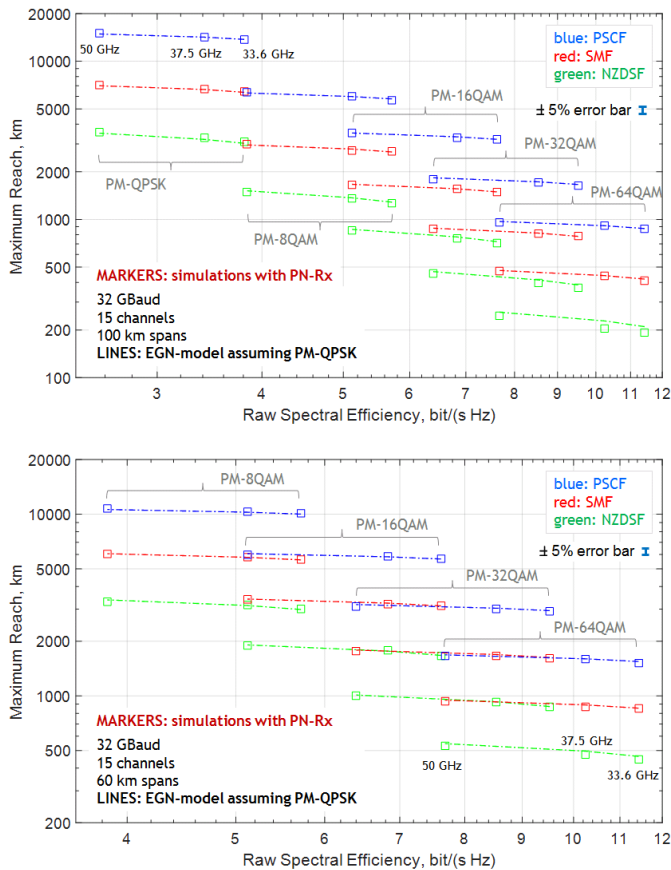 20000
10000
5000
2000
1000
500
200
100
Maximum Reach, km
50 GHz
37.5 GHz
33.6 GHz
blue: PSCF
red: SMF
green: NZDSF
± 5% error bar
PM-16QAM
PM-32QAM
PM-64QAM
PM-QPSK
PM-8QAM
MARKERS: simulations with PN-Rx
32 GBaud
15 channels
100 km spans
LINES: EGN-model assuming PM-QPSK
3 4 5 6 7 8 9 10 11 12
Raw Spectral Efficiency, bit/(s Hz)
20000
10000
5000
2000
1000
500
200
Maximum Reach, km
PM-8QAM
PM-16QAM
PM-32QAM
PM-64QAM
blue: PSCF
red: SMF
green: NZDSF
± 5% error bar
MARKERS: simulations with PN-Rx
32 GBaud
15 channels
60 km spans
LINES: EGN-model assuming PM-QPSK
50 GHz
37.5 GHz
33.6 GHz
4 5 6 7 8 9 10 11 12
Raw Spectral Efficiency, bit/(s Hz)